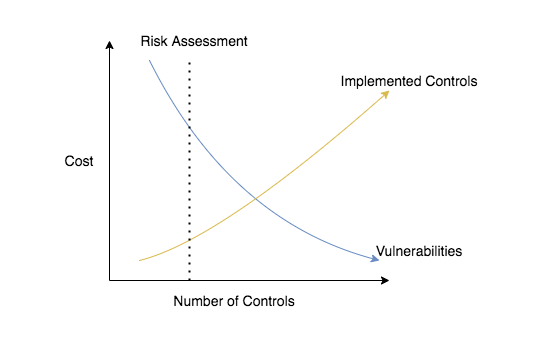 Risk Assessment
Implemented Controls
Cost
Vulnerabilities
Number of Controls